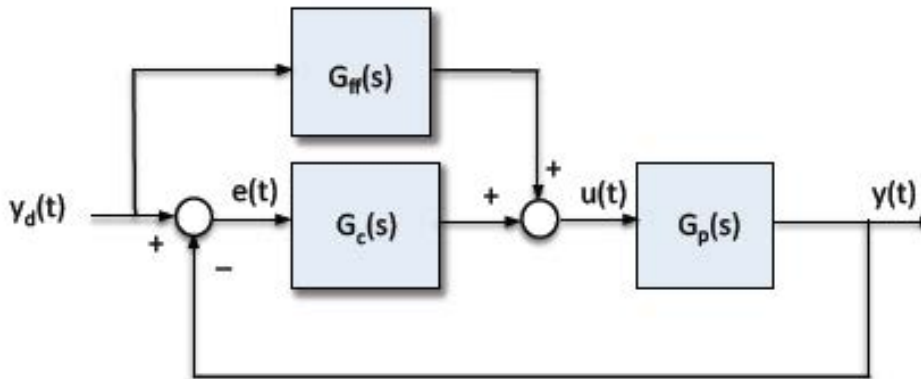 G_ff(s)
+
y_d(t)
+
e(t)
−
G_c(s)
+
u(t)
G_p(s)
y(t)